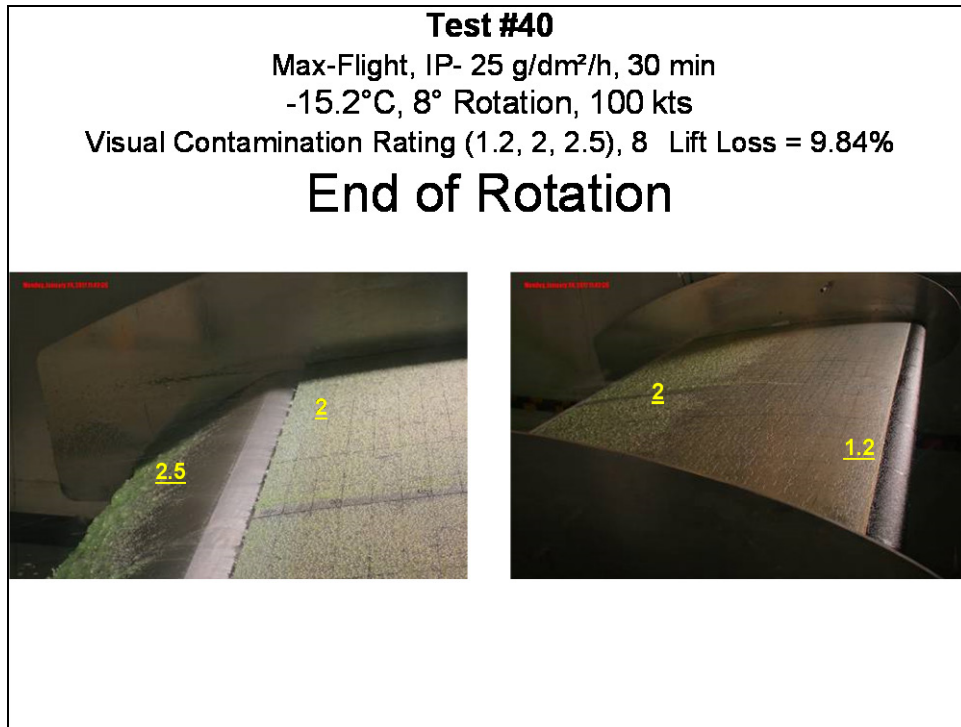 Test #40
Max-Flight, IP- 25 g/dm²/h, 30 min
-15.2°C, 8° Rotation, 100 kts
Visual Contamination Rating (1.2, 2, 2.5), 8 Lift Loss = 9.84%
End of Rotation
2
2.5
2
1.2